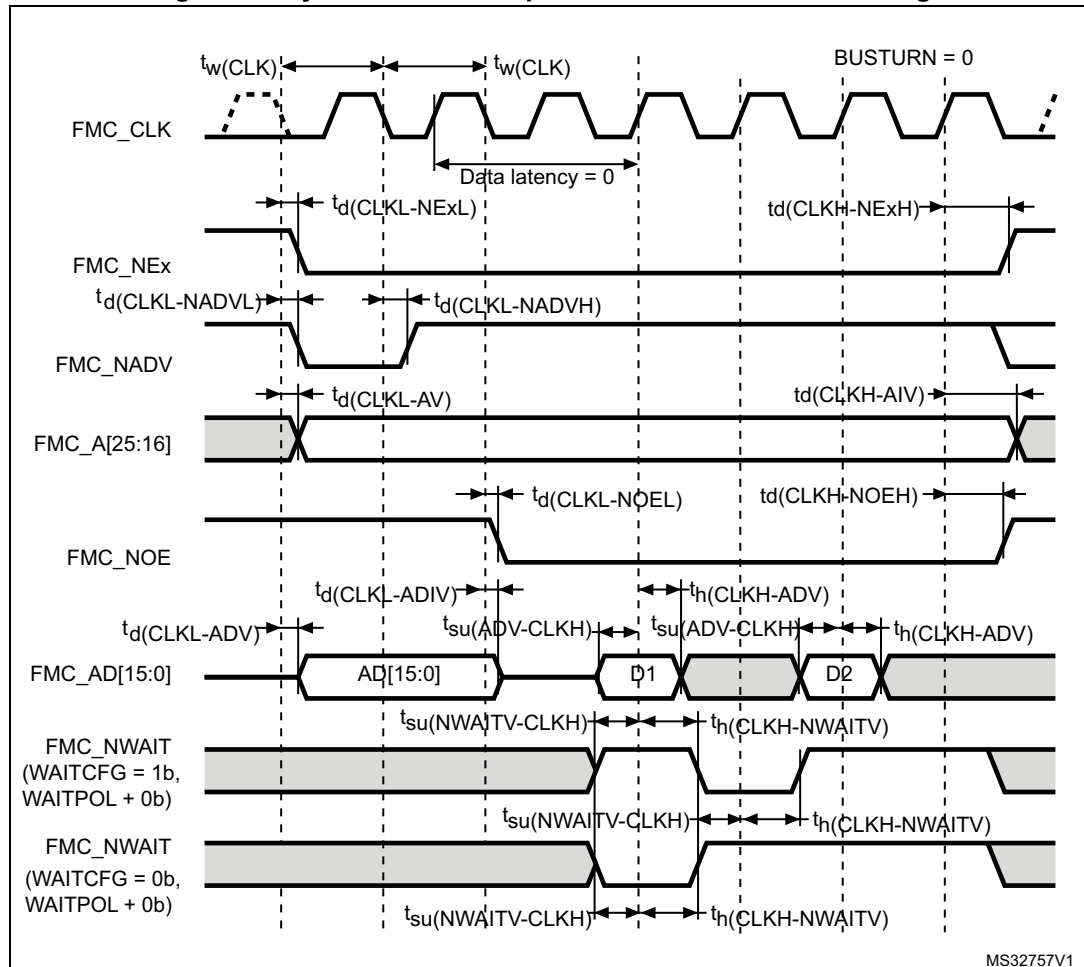 tw(CLK) tw(CLK) BUSTURN = 0
FMC_CLK
Data latency = 0
td(CLKL-NExL) td(CLKH-NExH)
FMC_NEx
td(CLKL-NADVL) td(CLKL-NADVH)
FMC_NADV
td(CLKL-AV) td(CLKH-AIV)
FMC_A[25:16]
td(CLKL-NOEL) td(CLKH-NOEH)
FMC_NOE
td(CLKL-ADIV) th(CLKH-ADV)
td(CLKL-ADV) tsu(ADV-CLKH) tsu(ADV-CLKH) th(CLKH-ADV)
FMC_AD[15:0] AD[15:0] D1 D2
tsu(NWAITV-CLKH) th(CLKH-NWAITV)
FMC_NWAIT
(WAITCFG = 1b,
WAITPOL + 0b)
tsu(NWAITV-CLKH) th(CLKH-NWAITV)
FMC_NWAIT
(WAITCFG = 0b,
WAITPOL + 0b)
tsu(NWAITV-CLKH) th(CLKH-NWAITV)
MS32757V1